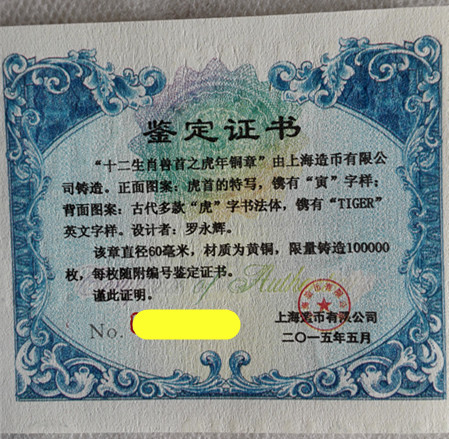 鉴定证书
“十二生肖兽首之虎年铜章”由上海造币有限公
司铸造。正面图案：虎首的特写，镌有“寅”字样；
背面图案：古代多款“虎”字书法体，镌有“TIGER”
英文字样。设计者：罗永辉。
该章直径60毫米，材质为黄铜，限量铸造100000
枚，每枚随附编号鉴定证书。
谨此证明。
No.
上海造币有限公司
二〇一五年五月